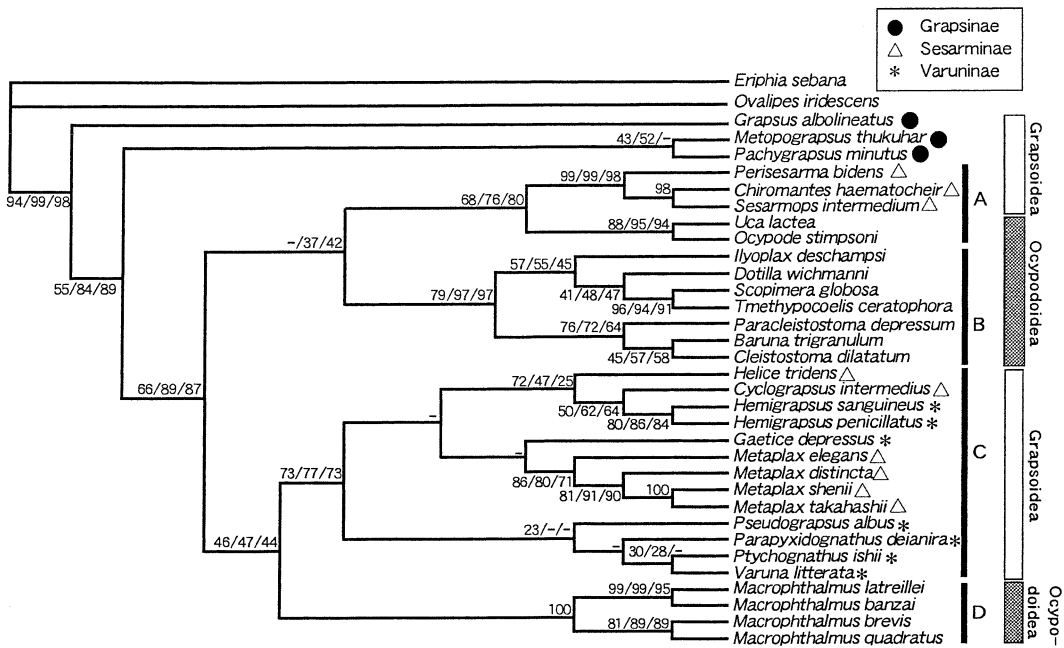 ● Grapsinae
△ Sesarminae
* Varuninae
Eriphia sebana
Ovalipes iridescens
Grapsus albolineatus ●
43/52/–
Metopograpsus thukuhar ●
Pachygrapsus minutus ●
99/99/98
Perisesarma bidens △
94/99/98
98
Chiromantes haematocheir △
68/76/80
Sesarmops intermedium △
88/95/94
Uca lactea
Ocypode stimpsoni
–/37/42
57/55/45
Ilyoplax deschampsi
Dotilla wichmanni
55/84/89
79/97/97
41/48/47
Scopimera globosa
96/94/91
Tmethypocoelis ceratophora
76/72/64
Paracleistostoma depressum
Baruna trigranulum
45/57/58
Cleistostoma dilatatum
66/89/87
72/47/25
Helice tridens △
Cyclograpsus intermedius △
50/62/64
Hemigrapsus sanguineus *
–
80/86/84
Hemigrapsus penicillatus *
Gaetice depressus *
–
Metaplax elegans △
73/77/73
86/80/71
Metaplax distincta △
81/91/90
100
Metaplax shenii △
Metaplax takahashii △
23/–/–
Pseudograpsus albus *
46/47/44
–
Parapyxidognathus deianira *
30/28/–
Ptychognathus ishii *
Varuna litterata *
99/99/95
Macrophthalmus latreillei
100
Macrophthalmus banzai
81/89/89
Macrophthalmus brevis
Macrophthalmus quadratus
A
B
C
D
Grapsoidea
Ocypodoidea
Grapsoidea
Ocypo-
doidea